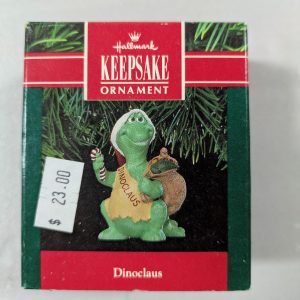 Hallmark
KEEPSAKE
ORNAMENT
DINOCLAUS
$ 23.00
Dinoclaus